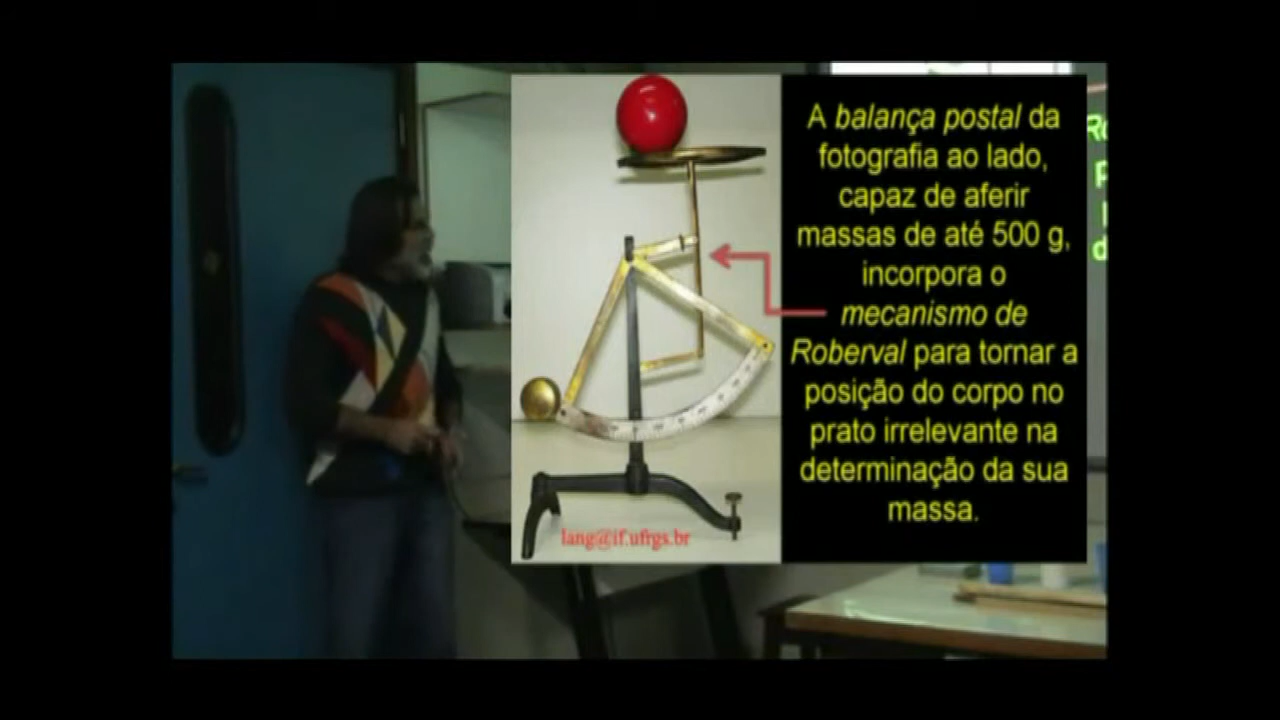 A balança postal da
fotografia ao lado,
capaz de aferir
massas de até 500 g,
incorpora o
mecanismo de
Roberval para tornar a
posição do corpo no
prato irrelevante na
determinação da sua
massa.
lang@if.ufrgs.br